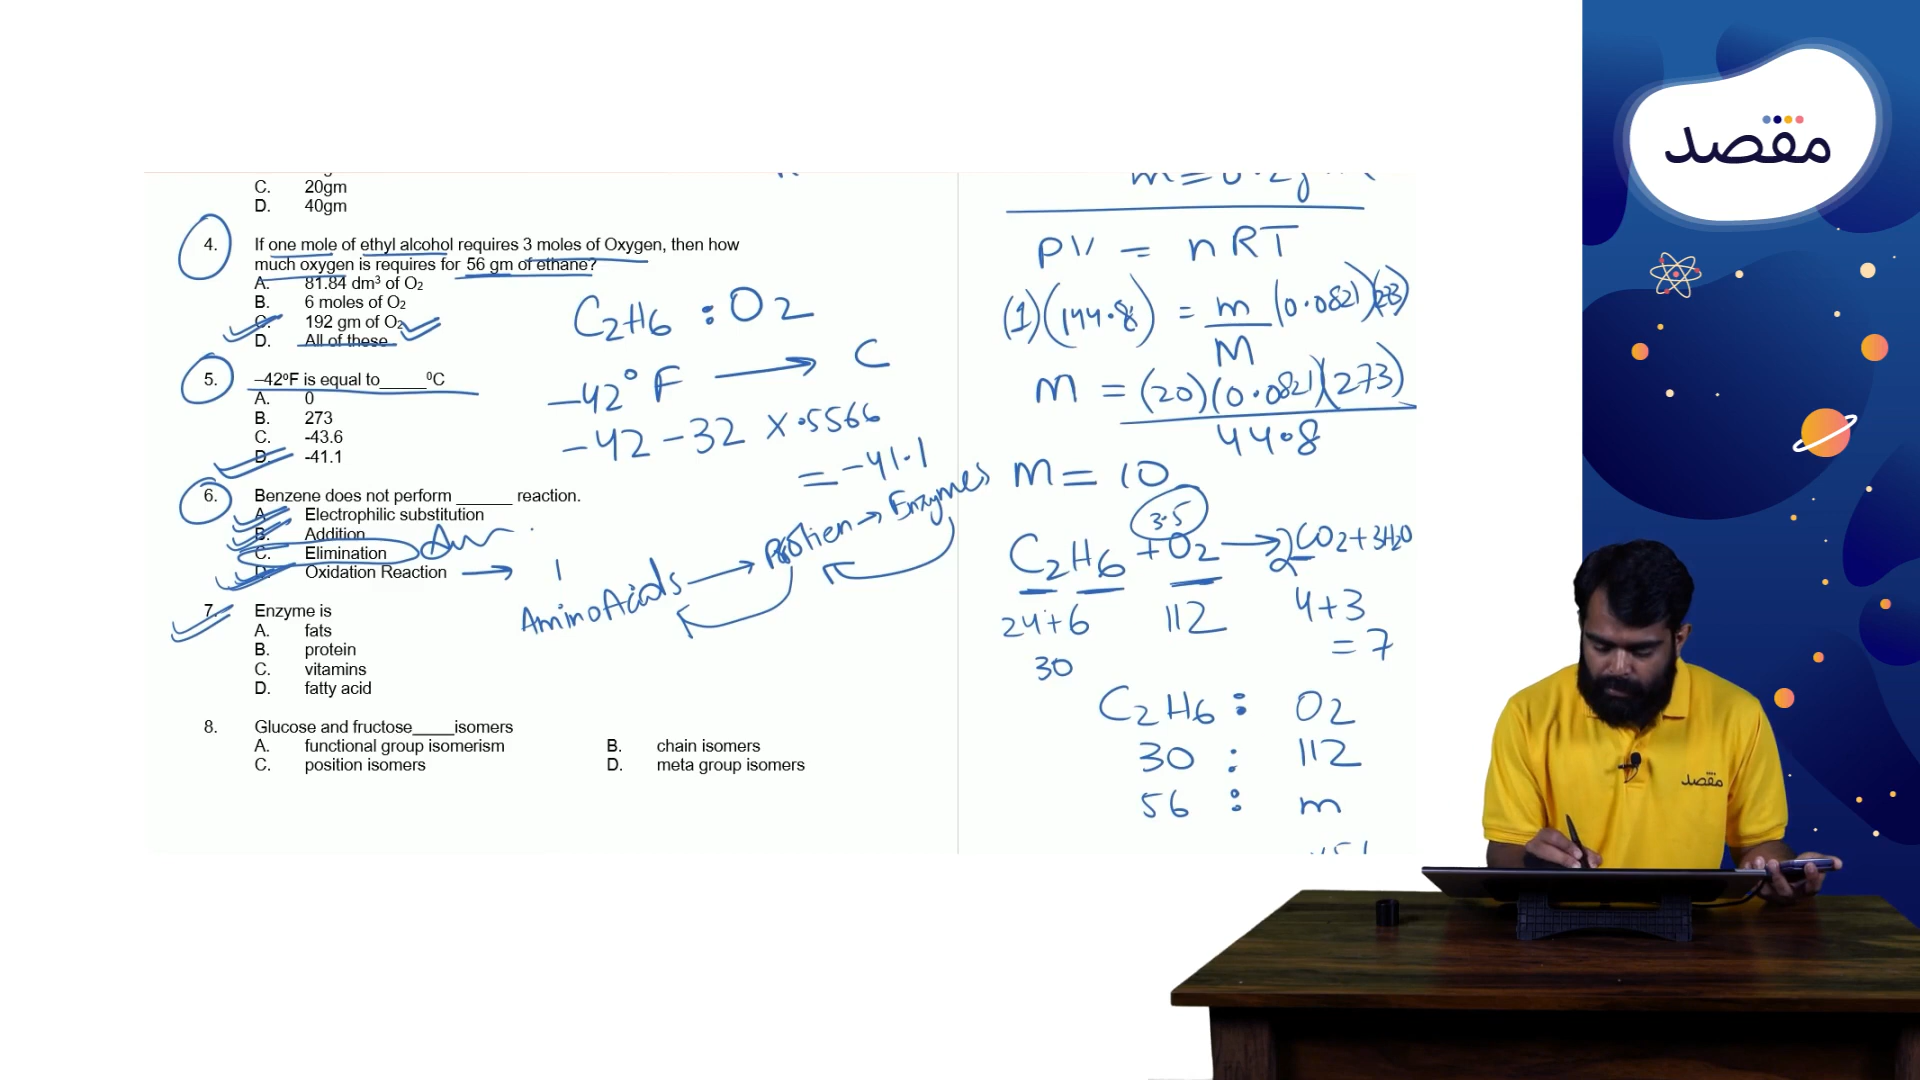 C. 20gm
D. 40gm
4. If one mole of ethyl alcohol requires 3 moles of Oxygen, then how
much oxygen is requires for 56 gm of ethane?
A. 81.84 dm³ of O₂
B. 6 moles of O₂
C. 192 gm of O₂
D. All of these
5. –42⁰F is equal to_____⁰C
A. 0
B. 273
C. -43.6
D. -41.1
6. Benzene does not perform ______ reaction.
A. Electrophilic substitution
B. Addition
C. Elimination
D. Oxidation Reaction
7. Enzyme is
A. fats
B. protein
C. vitamins
D. fatty acid
8. Glucose and fructose_____isomers
A. functional group isomerism B. chain isomers
C. position isomers D. meta group isomers
C₂H₆ : O₂
–42° F → C
–42 –32 × .5566
= –41.1
Amino Acids → Protien → Enzymes
PV = nRT
(1)(144.8) = m/M (0.0821)(273)
m = (20)(0.0821)(273)
44.8
m = 10
3.5
C₂H₆ + O₂ → 2CO₂ + 3H₂O
24+6 112 4+3
30 = 7
C₂H₆ : O₂
30 : 112
56 : m
مقصد
مقصد